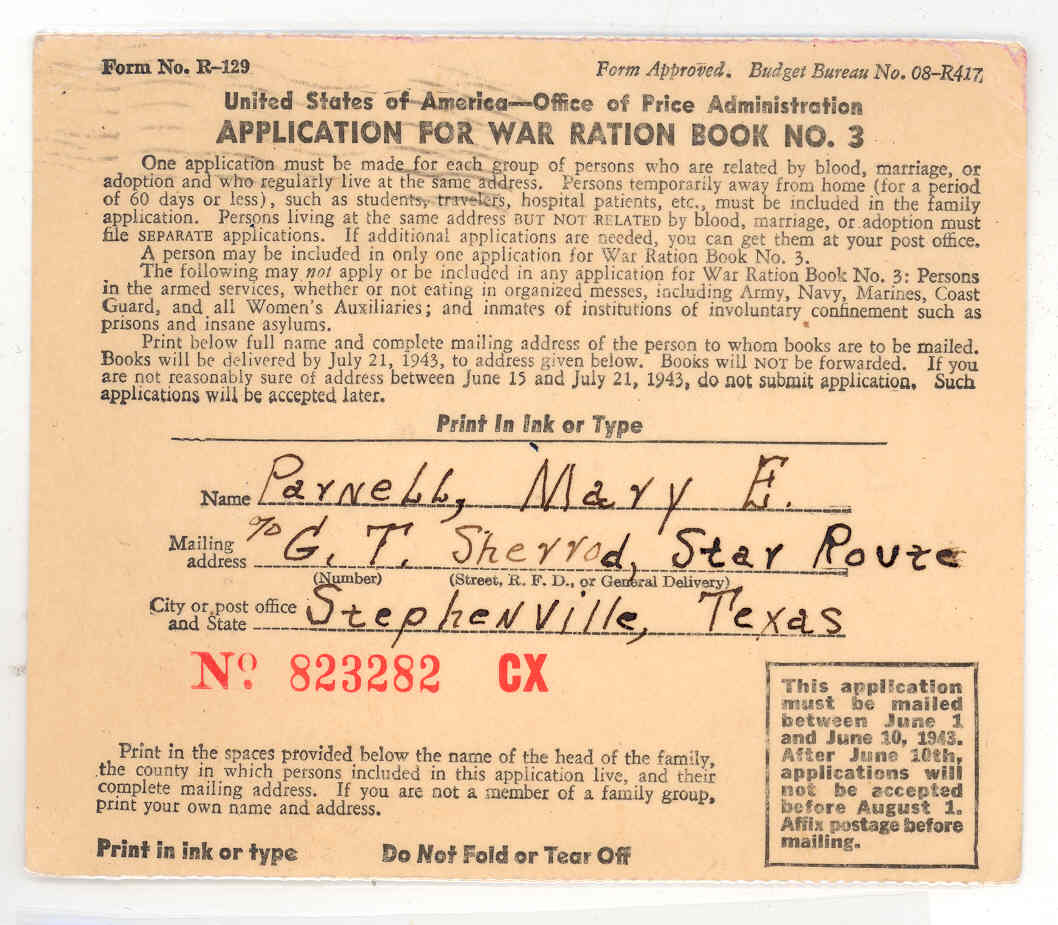 Form No. R-129
Form Approved. Budget Bureau No. 08-R417.
United States of America—Office of Price Administration
APPLICATION FOR WAR RATION BOOK NO. 3
One application must be made for each group of persons who are related by blood, marriage, or
adoption and who regularly live at the same address. Persons temporarily away from home (for a period
of 60 days or less), such as students, travelers, hospital patients, etc., must be included in the family
application. Persons living at the same address BUT NOT RELATED by blood, marriage, or adoption must
file SEPARATE applications. If additional applications are needed, you can get them at your post office.
A person may be included in only one application for War Ration Book No. 3.
The following may not apply or be included in any application for War Ration Book No. 3: Persons
in the armed services, whether or not eating in organized messes, including Army, Navy, Marines, Coast
Guard, and all Women's Auxiliaries; and inmates of institutions of involuntary confinement such as
prisons and insane asylums.
Print below full name and complete mailing address of the person to whom books are to be mailed.
Books will be delivered by July 21, 1943, to address given below. Books will NOT be forwarded. If you
are not reasonably sure of address between June 15 and July 21, 1943, do not submit application. Such
applications will be accepted later.
Print In Ink or Type
Name Parnell, Mary E.
Mailing address % G. T. Sherrod, Star Route
(Number) (Street, R. F. D., or General Delivery)
City or post office and State Stephenville, Texas
No. 823282 CX
Print in the spaces provided below the name of the head of the family,
the county in which persons included in this application live, and their
complete mailing address. If you are not a member of a family group,
print your own name and address.
Print in ink or type Do Not Fold or Tear Off
This application
must be mailed
between June 1
and June 10, 1943.
After June 10th,
applications will
not be accepted
before August 1.
Affix postage before
mailing.